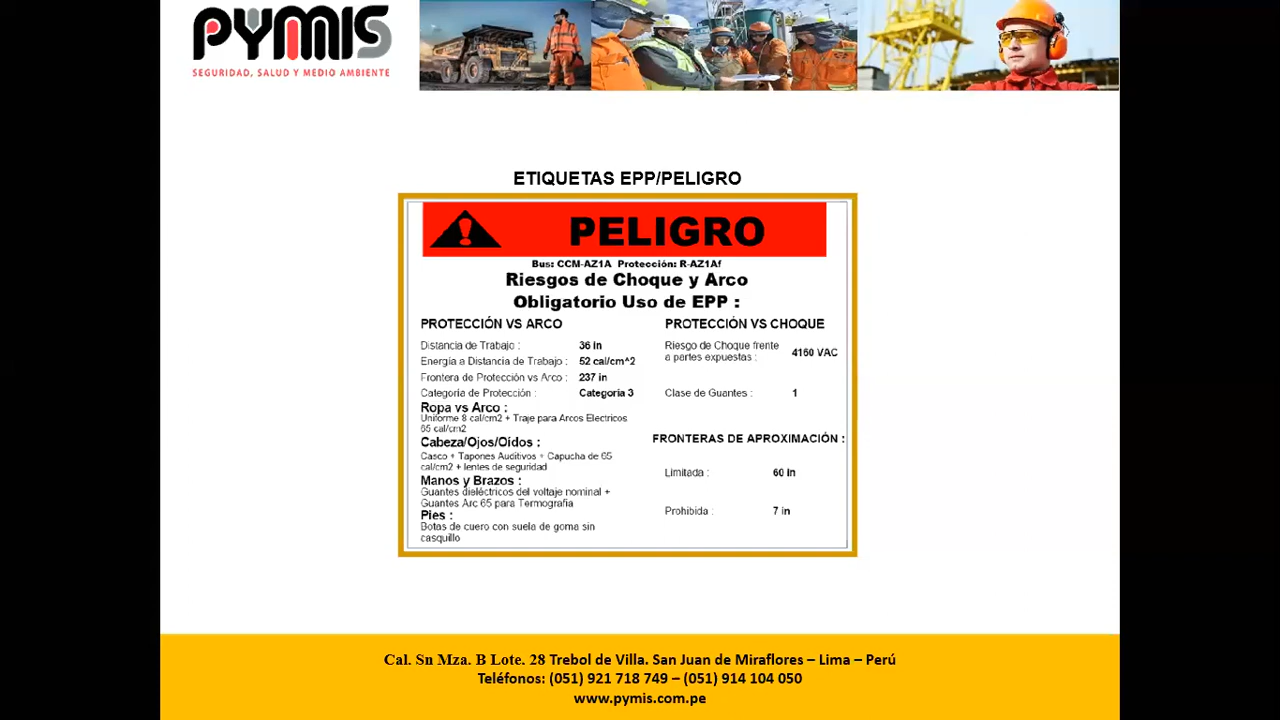 PYMIS
SEGURIDAD, SALUD Y MEDIO AMBIENTE
ETIQUETAS EPP/PELIGRO
PELIGRO
Bus: CCM-AZ1A Protección: R-AZ1Af
Riesgos de Choque y Arco
Obligatorio Uso de EPP :
PROTECCIÓN VS ARCO
Distancia de Trabajo : 36 in
Energía a Distancia de Trabajo : 52 cal/cm^2
Frontera de Protección vs Arco : 237 in
Categoria de Protección : Categoria 3
Ropa vs Arco :
Uniforme 8 cal/cm2 + Traje para Arcos Electricos
65 cal/cm2
Cabeza/Ojos/Oídos :
Casco + Tapones Auditivos + Capucha de 65
cal/cm2 + lentes de seguridad
Manos y Brazos :
Guantes dieléctricos del voltaje nominal +
Guantes Arc 65 para Termografia
Pies :
Botas de cuero con suela de goma sin
casquillo
PROTECCIÓN VS CHOQUE
Riesgo de Choque frente
a partes expuestas : 4160 VAC
Clase de Guantes : 1
FRONTERAS DE APROXIMACIÓN :
Limitada : 60 in
Prohibida : 7 in
Cal. Sn Mza. B Lote. 28 Trebol de Villa. San Juan de Miraflores – Lima – Perú
Teléfonos: (051) 921 718 749 – (051) 914 104 050
www.pymis.com.pe